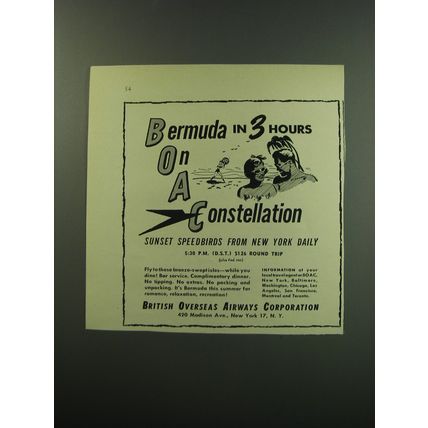 54
Bermuda IN 3 HOURS
On
A
Constellation
SUNSET SPEEDBIRDS FROM NEW YORK DAILY
5:30 P.M. (D.S.T.) $126 ROUND TRIP
(plus Fed. tax)
Fly to these breeze-swept isles—while you
dine! Bar service. Complimentary dinner.
No tipping. No extras. No packing and
unpacking. It's Bermuda this summer for
romance, relaxation, recreation!
INFORMATION at your
local travel agent or BOAC,
New York, Baltimore,
Washington, Chicago, Los
Angeles, San Francisco,
Montreal and Toronto.
BRITISH OVERSEAS AIRWAYS CORPORATION
420 Madison Ave., New York 17, N. Y.